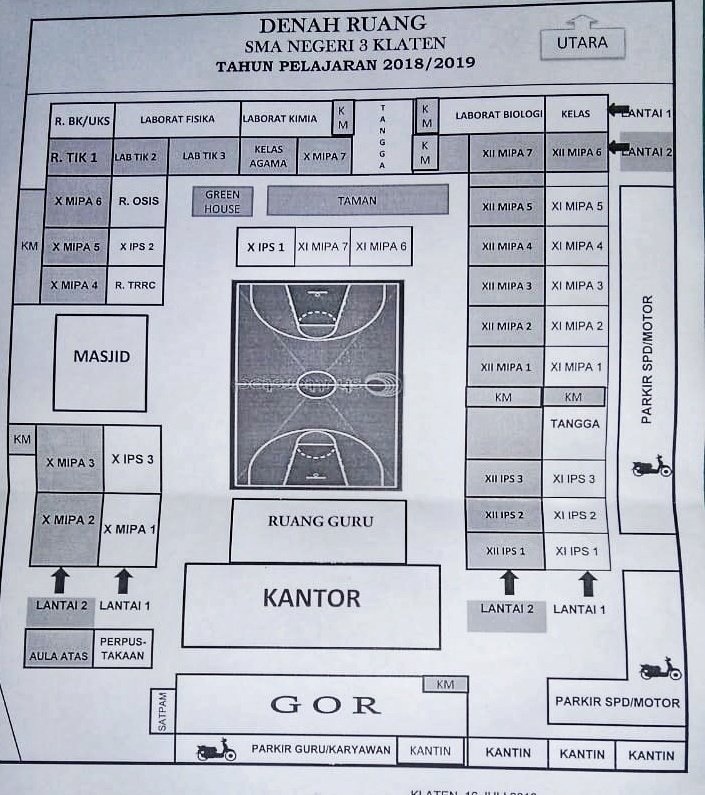 DENAH RUANG
SMA NEGERI 3 KLATEN
TAHUN PELAJARAN 2018/2019
UTARA
R. BK/UKS
LABORAT FISIKA
LABORAT KIMIA
KM
TANGGA
KM
LABORAT BIOLOGI
KELAS
LANTAI 1
R. TIK 1
LAB TIK 2
LAB TIK 3
KELAS
AGAMA
X MIPA 7
KM
XII MIPA 7
XII MIPA 6
LANTAI 2
X MIPA 6
R. OSIS
GREEN
HOUSE
TAMAN
XII MIPA 5
XI MIPA 5
KM
X MIPA 5
X IPS 2
X IPS 1
XI MIPA 7
XI MIPA 6
XII MIPA 4
XI MIPA 4
X MIPA 4
R. TRRC
XII MIPA 3
XI MIPA 3
XII MIPA 2
XI MIPA 2
MASJID
XII MIPA 1
XI MIPA 1
PARKIR SPD/MOTOR
KM
KM
TANGGA
KM
X MIPA 3
X IPS 3
XII IPS 3
XI IPS 3
X MIPA 2
X MIPA 1
RUANG GURU
XII IPS 2
XI IPS 2
XII IPS 1
XI IPS 1
KANTOR
LANTAI 2
LANTAI 1
LANTAI 2
LANTAI 1
AULA ATAS
PERPUS-
TAKAAN
SATPAM
GOR
KM
PARKIR SPD/MOTOR
PARKIR GURU/KARYAWAN
KANTIN
KANTIN
KANTIN
KANTIN